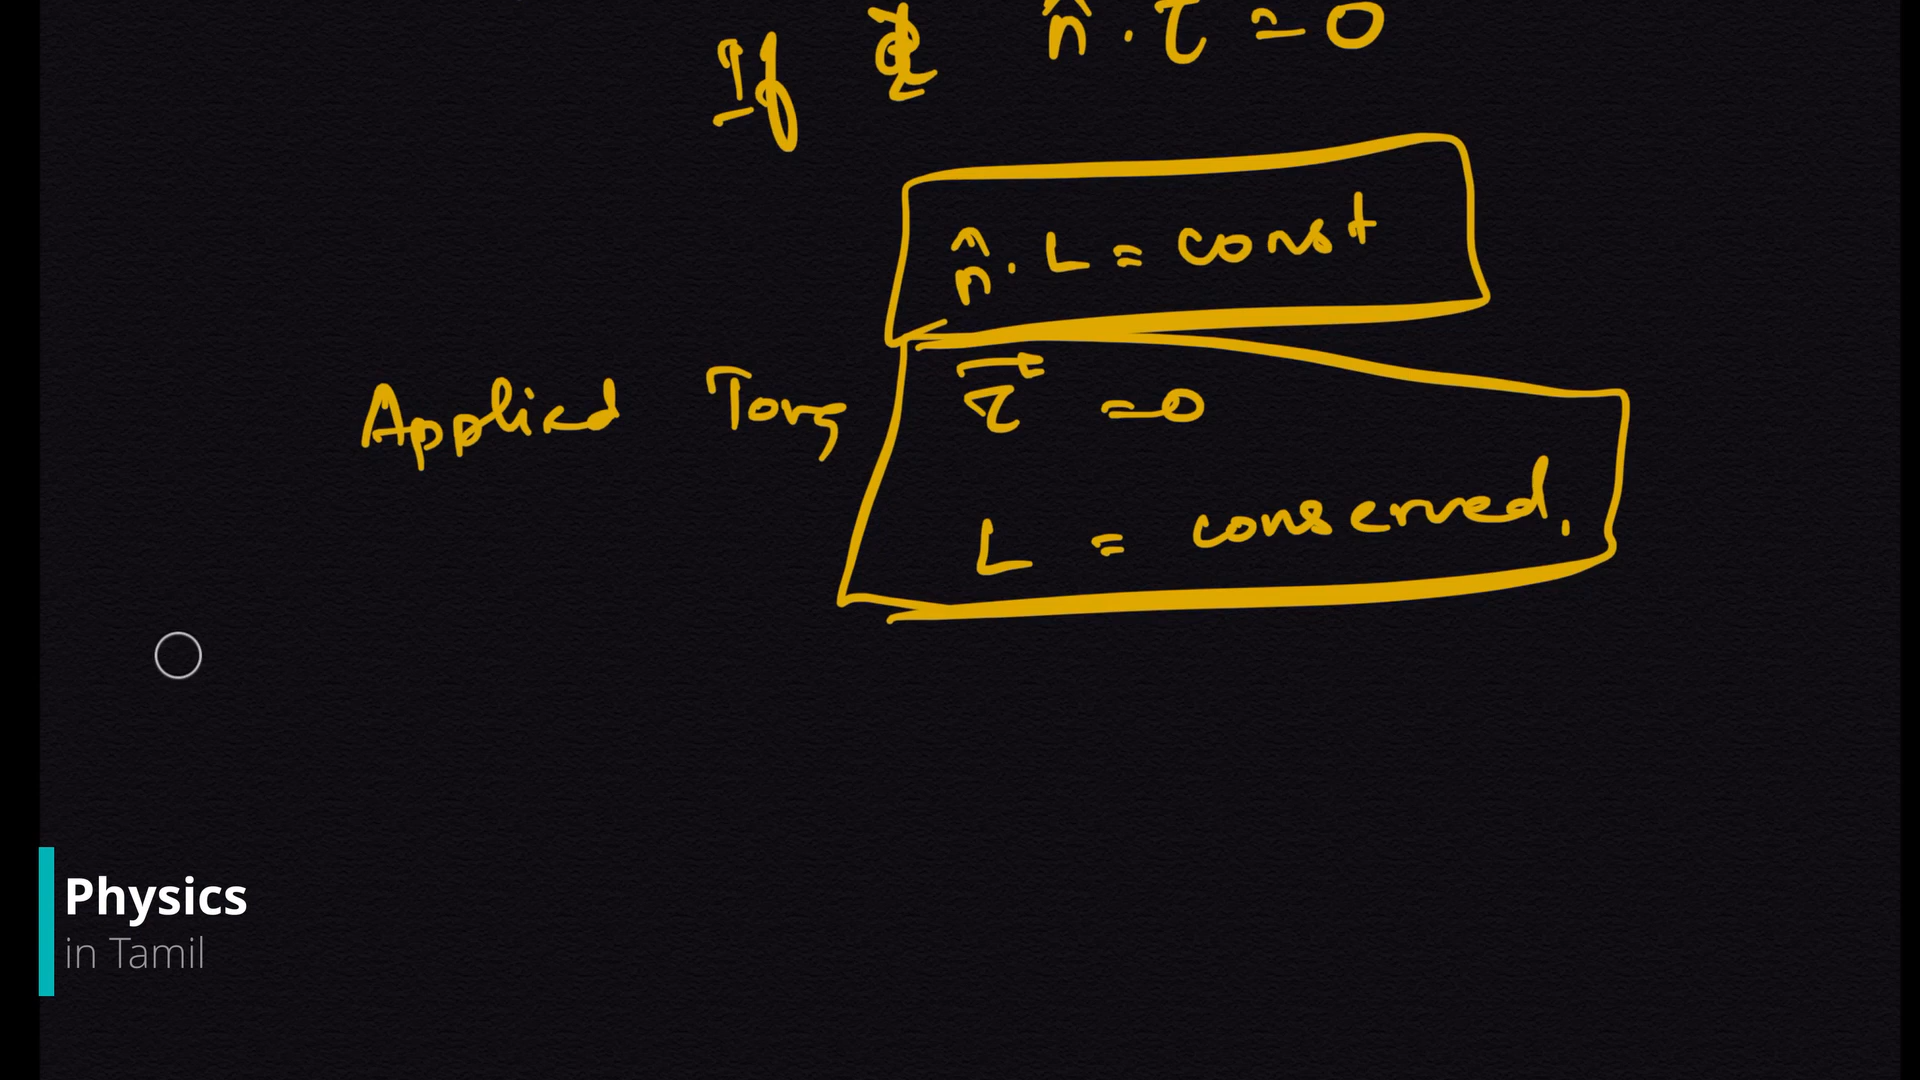 If n̂ . τ = 0
n̂ . L = const
Applied Torq τ⃗ = 0
L = conserved.
Physics
in Tamil